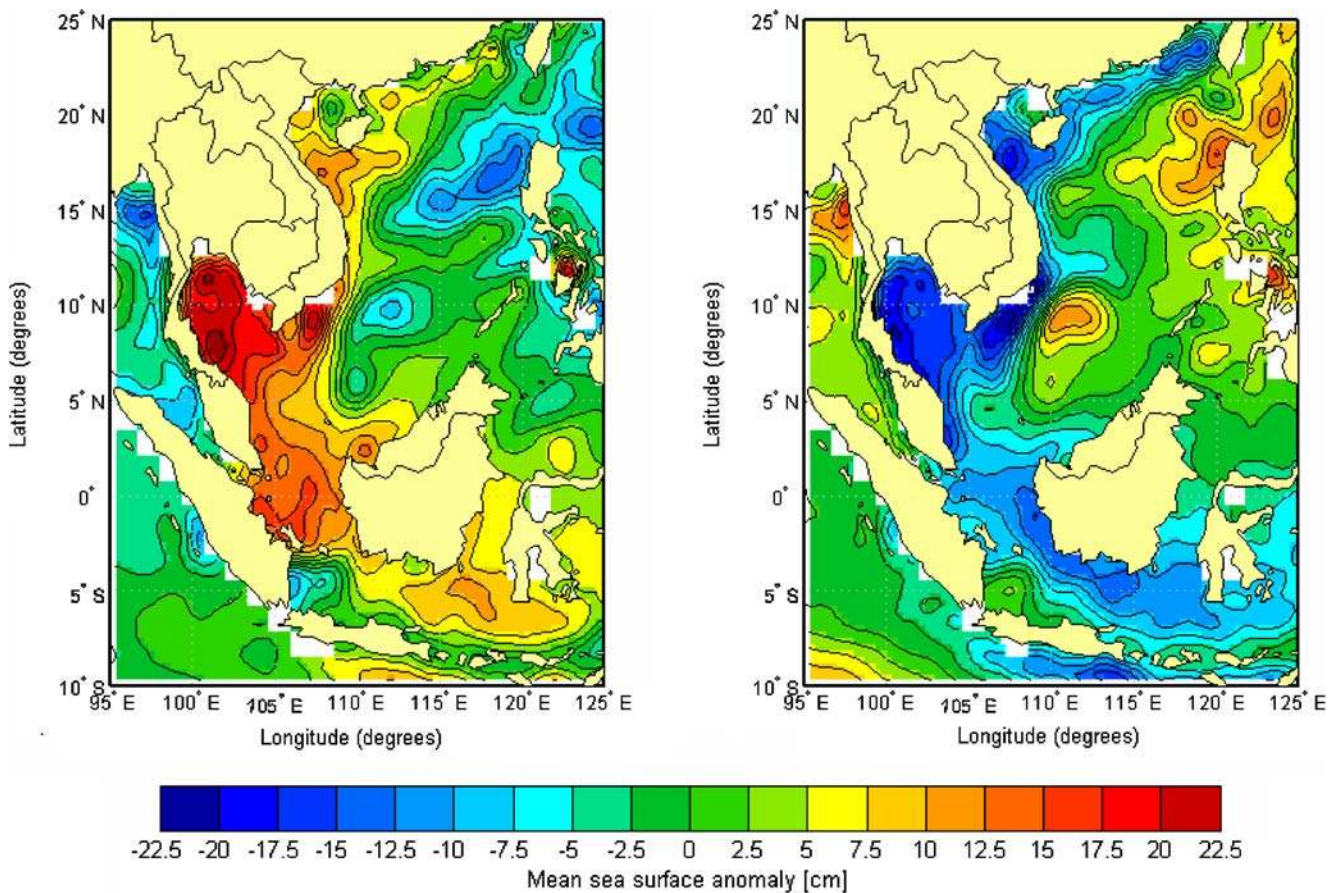 25° N
20° N
15° N
10° N
5° N
0°
5° S
10° S
95° E 100° E 105° E 110° E 115° E 120° E 125° E
Latitude (degrees)
Longitude (degrees)
25° N
20° N
15° N
10° N
5° N
0°
5° S
10° S
95° E 100° E 105° E 110° E 115° E 120° E 125° E
Latitude (degrees)
Longitude (degrees)
-22.5 -20 -17.5 -15 -12.5 -10 -7.5 -5 -2.5 0 2.5 5 7.5 10 12.5 15 17.5 20 22.5
Mean sea surface anomaly [cm]